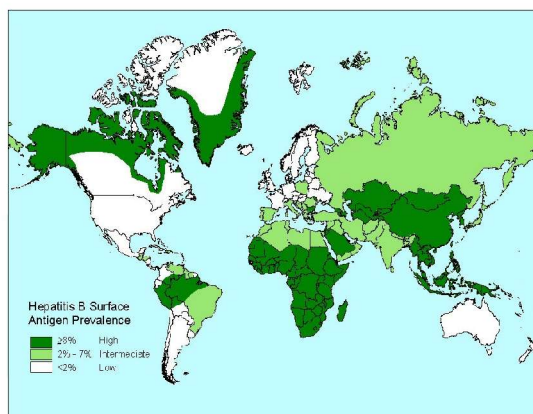 Hepatitis B Surface
Antigen Prevalence
≥8% High
2% - 7% Intermediate
<2% Low